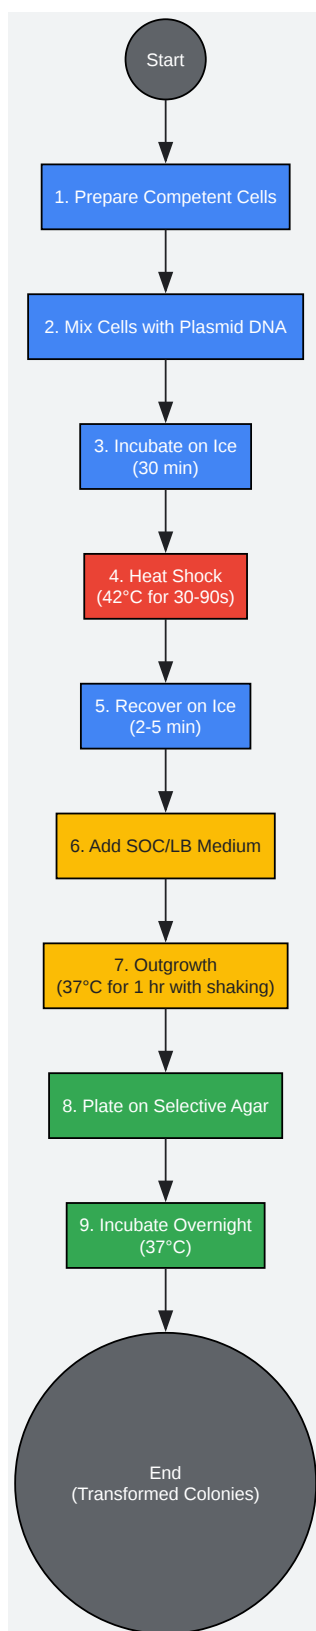 Start
1. Prepare Competent Cells
2. Mix Cells with Plasmid DNA
3. Incubate on Ice
(30 min)
4. Heat Shock
(42°C for 30-90s)
5. Recover on Ice
(2-5 min)
6. Add SOC/LB Medium
7. Outgrowth
(37°C for 1 hr with shaking)
8. Plate on Selective Agar
9. Incubate Overnight
(37°C)
End
(Transformed Colonies)